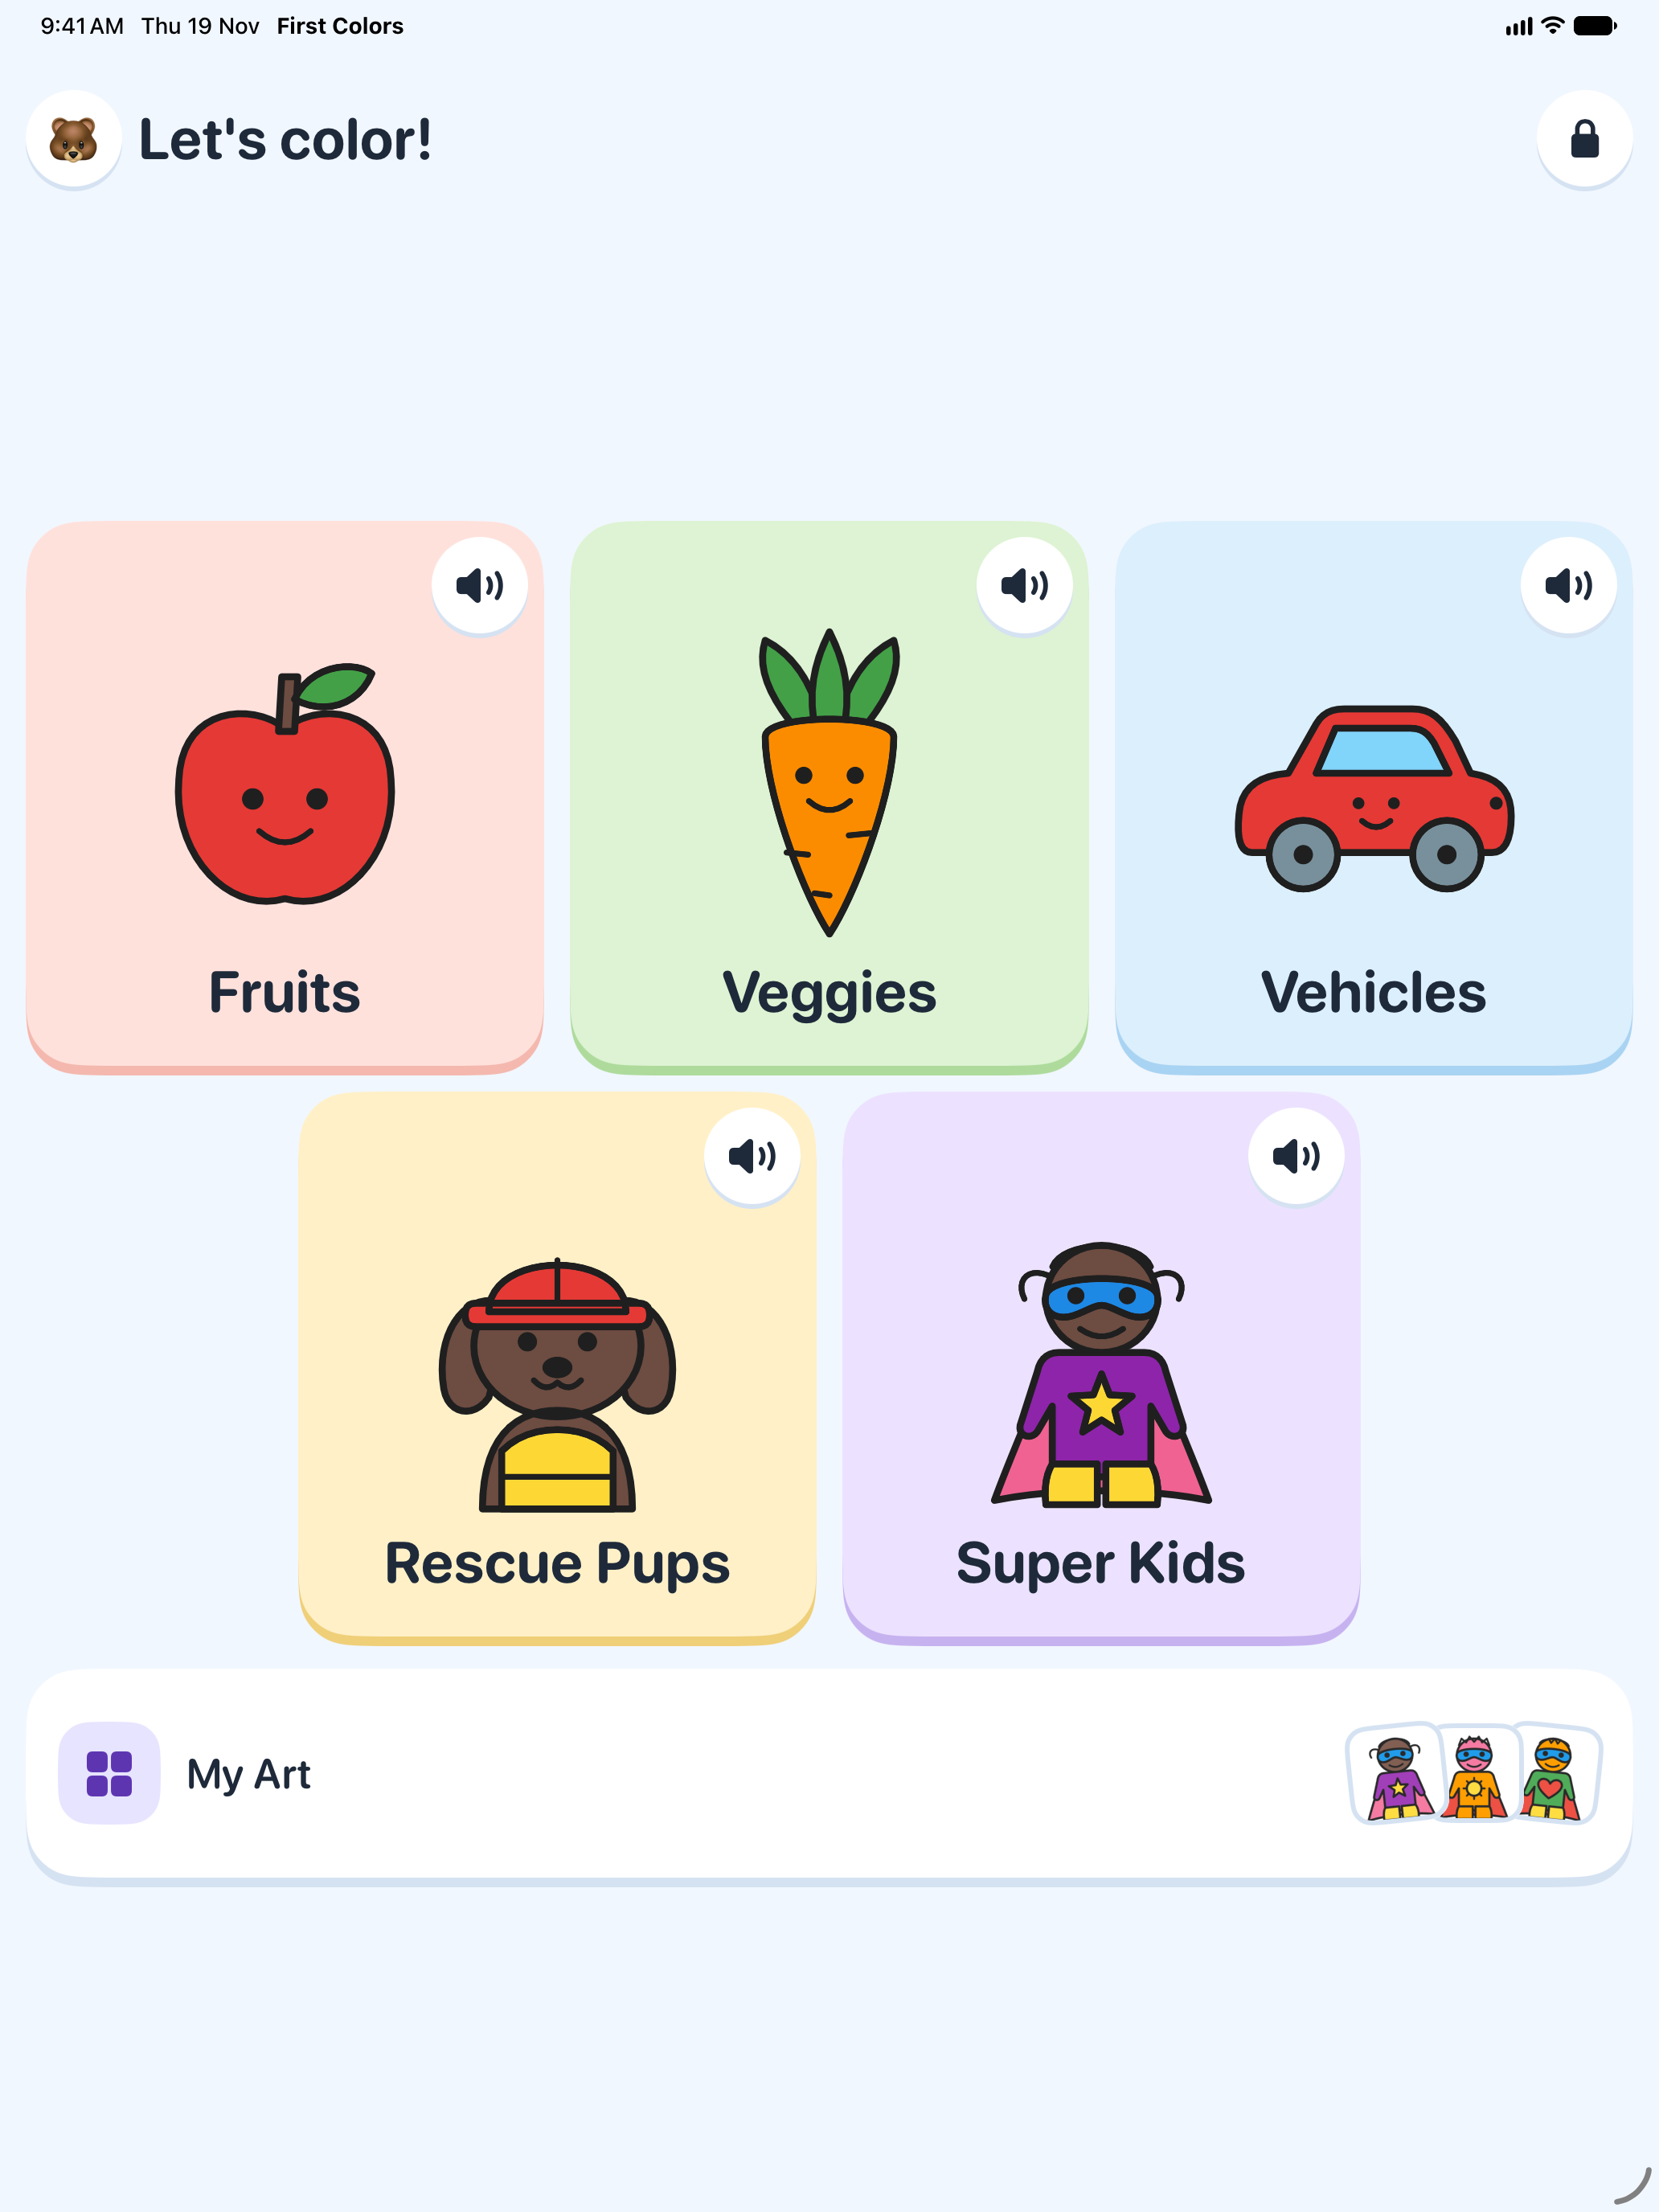 9:41 AM Thu 19 Nov First Colors
Let's color!
Fruits
Veggies
Vehicles
Rescue Pups
Super Kids
My Art